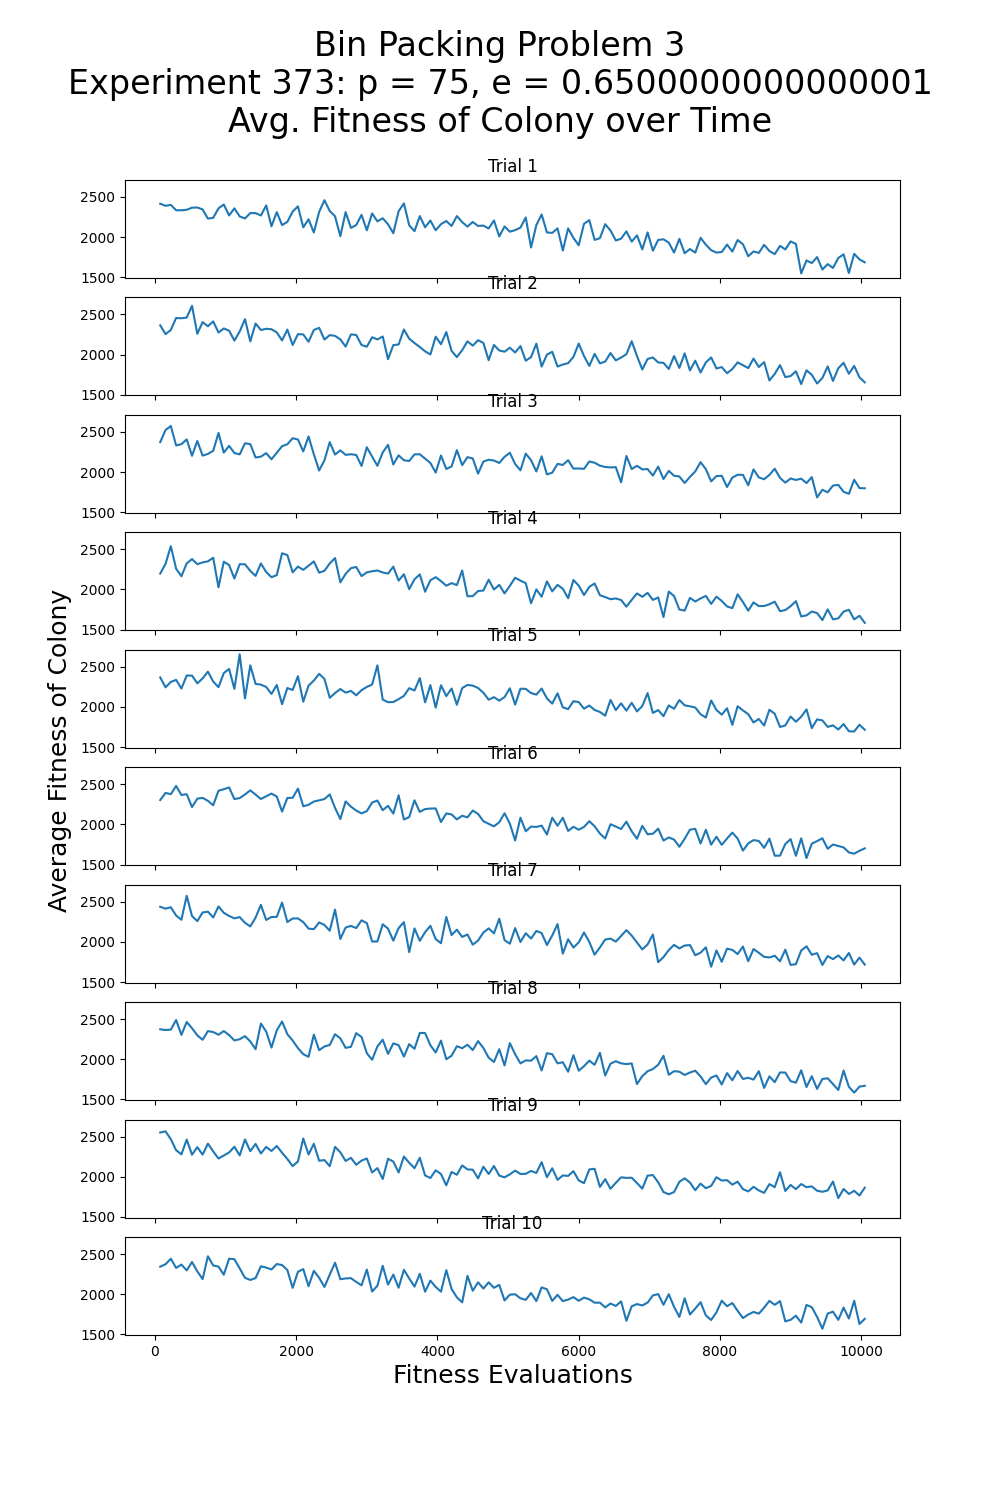 Bin Packing Problem 3
Experiment 373: p = 75, e = 0.6500000000000001
Avg. Fitness of Colony over Time
Trial 1
2500
2000
1500
Trial 2
2500
2000
1500
Trial 3
2500
2000
1500
Trial 4
2500
2000
1500
Trial 5
2500
2000
1500
Trial 6
2500
2000
1500
Trial 7
2500
2000
1500
Trial 8
2500
2000
1500
Trial 9
2500
2000
1500
Trial 10
2500
2000
1500
0 2000 4000 6000 8000 10000
Fitness Evaluations
Average Fitness of Colony